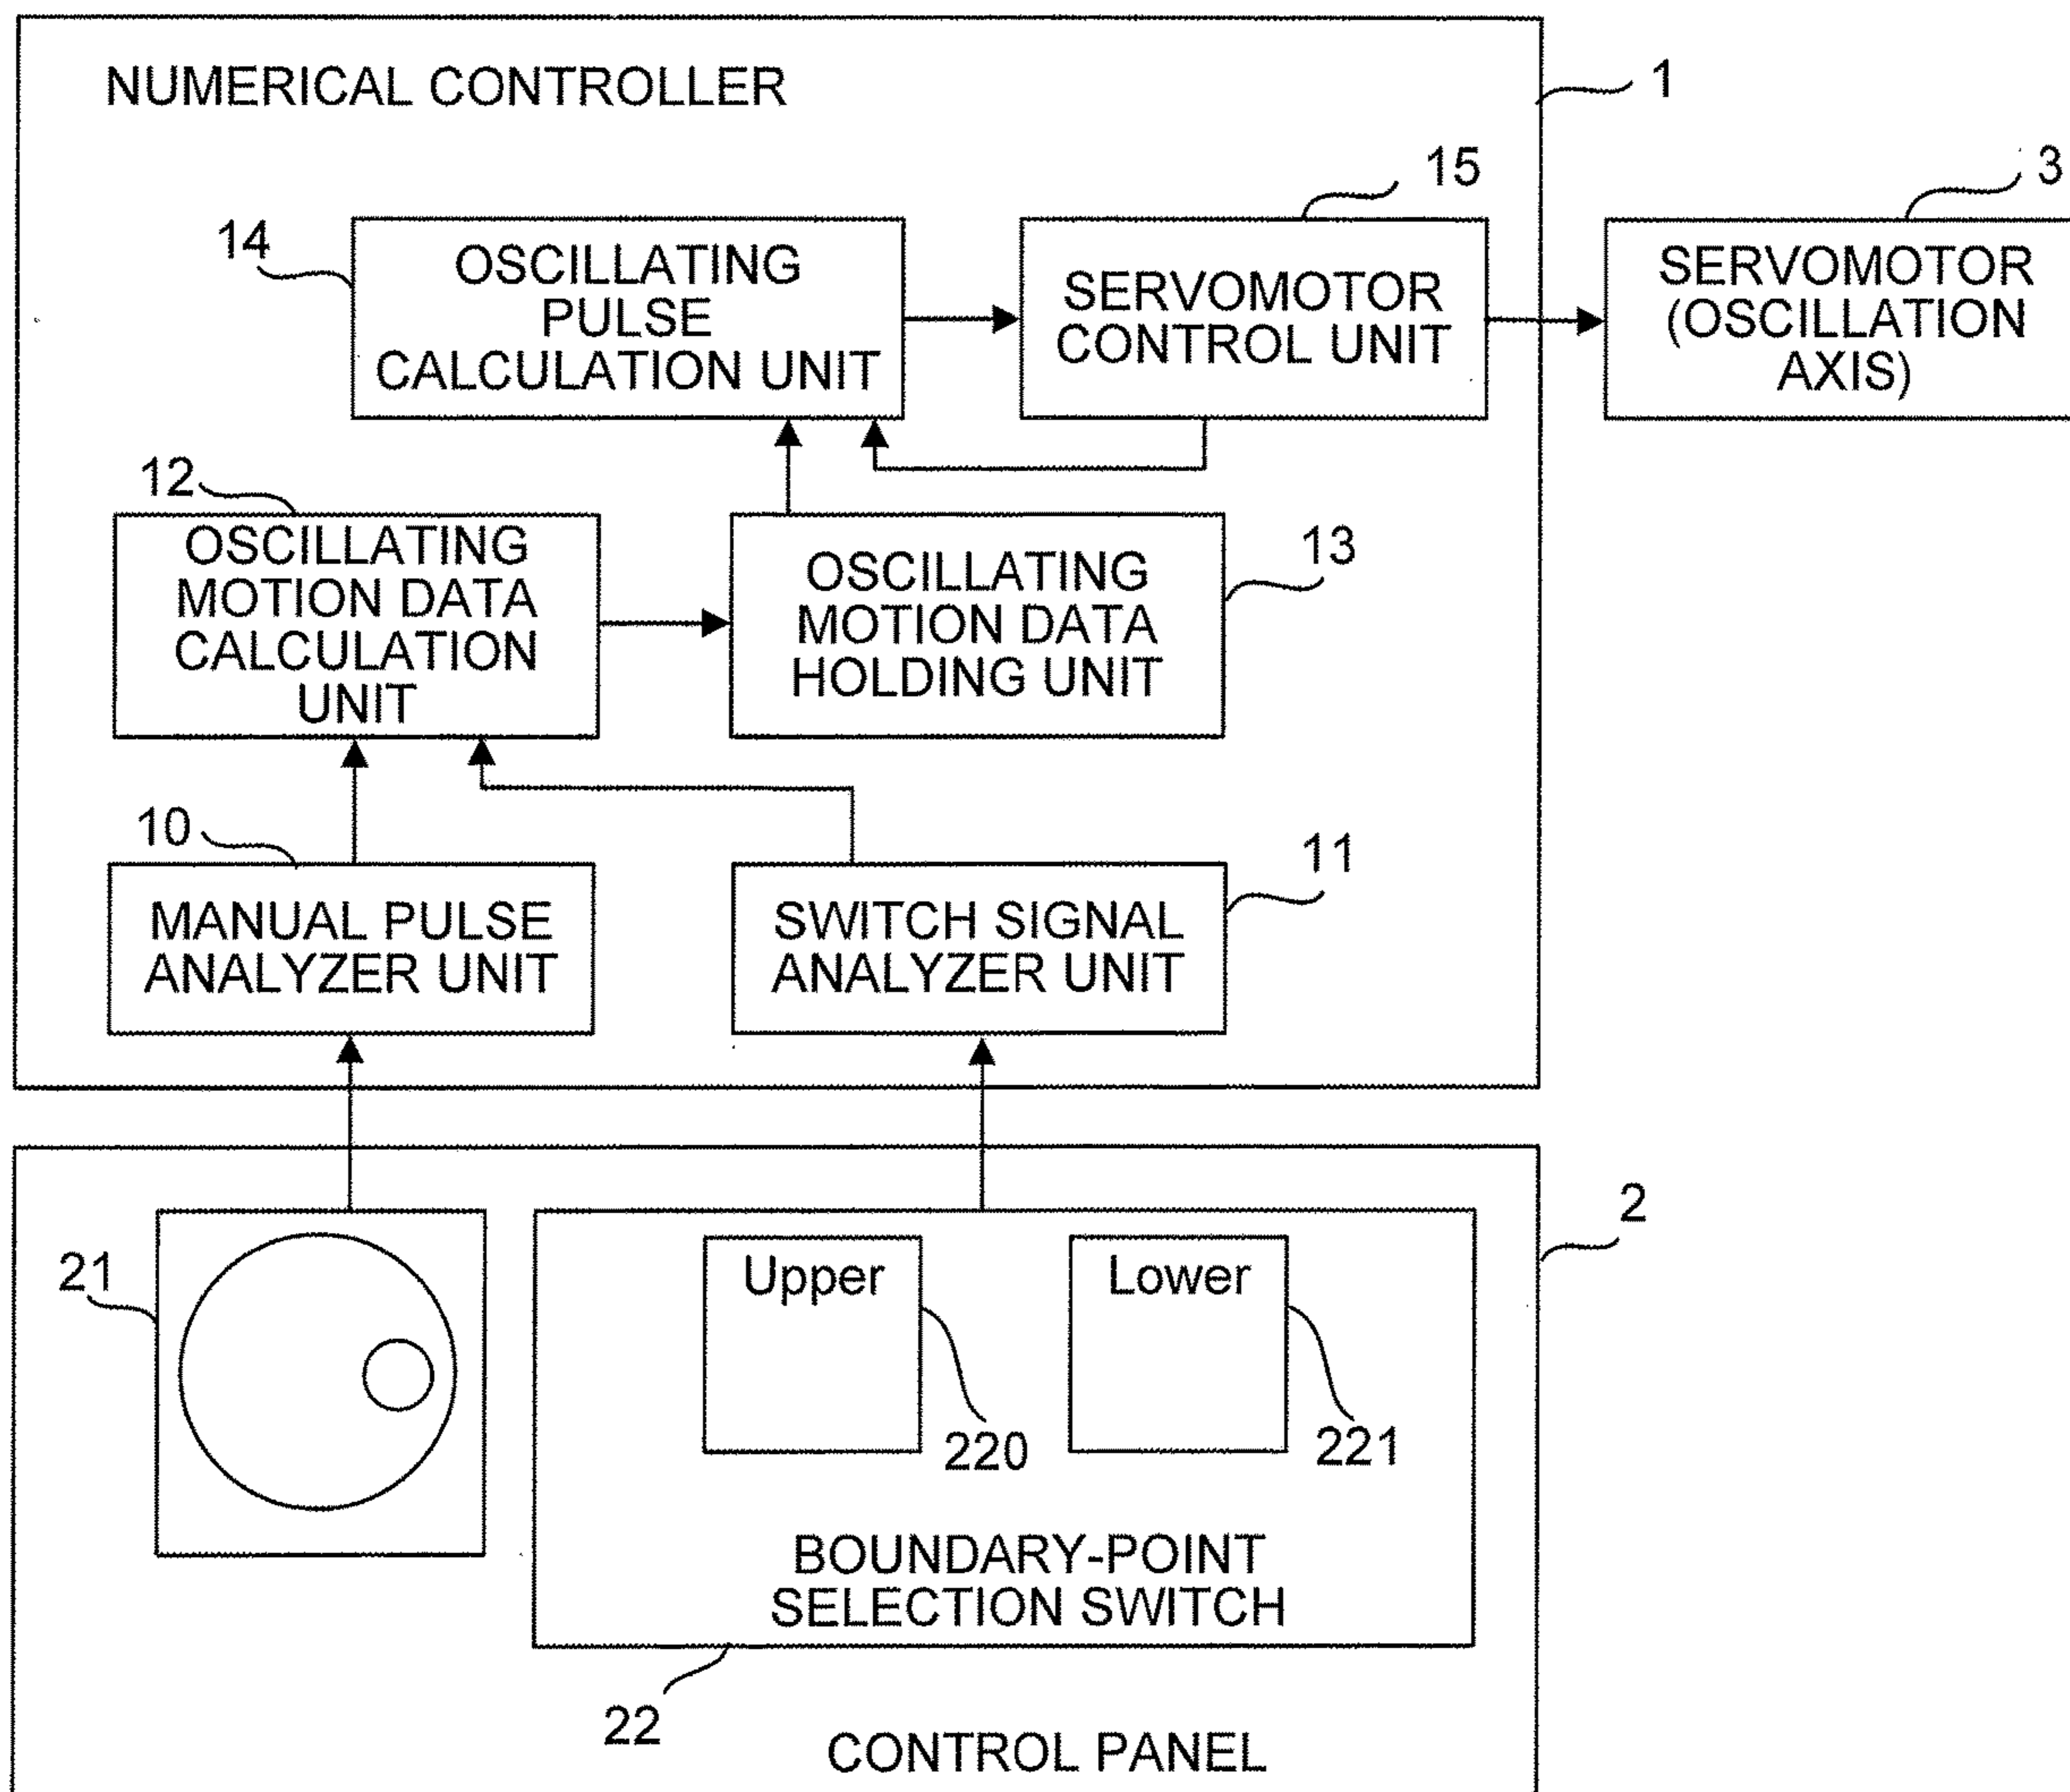 NUMERICAL CONTROLLER
1
15
3
14
OSCILLATING
PULSE
CALCULATION UNIT
SERVOMOTOR
CONTROL UNIT
SERVOMOTOR
(OSCILLATION
AXIS)
12
OSCILLATING
MOTION DATA
CALCULATION
UNIT
OSCILLATING
MOTION DATA
HOLDING UNIT
13
10
MANUAL PULSE
ANALYZER UNIT
SWITCH SIGNAL
ANALYZER UNIT
11
2
21
Upper
Lower
220
221
BOUNDARY-POINT
SELECTION SWITCH
22
CONTROL PANEL